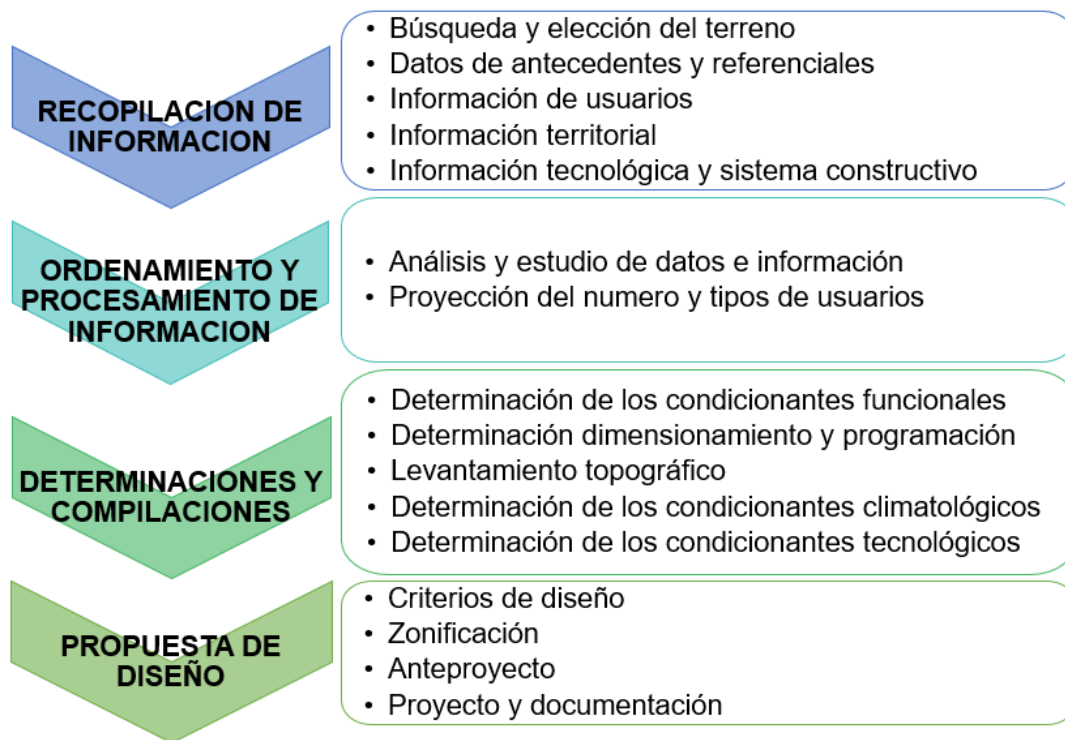 RECOPILACION DE
INFORMACION
• Búsqueda y elección del terreno
• Datos de antecedentes y referenciales
• Información de usuarios
• Información territorial
• Información tecnológica y sistema constructivo
ORDENAMIENTO Y
PROCESAMIENTO DE
INFORMACION
• Análisis y estudio de datos e información
• Proyección del numero y tipos de usuarios
DETERMINACIONES Y
COMPILACIONES
• Determinación de los condicionantes funcionales
• Determinación dimensionamiento y programación
• Levantamiento topográfico
• Determinación de los condicionantes climatológicos
• Determinación de los condicionantes tecnológicos
PROPUESTA DE
DISEÑO
• Criterios de diseño
• Zonificación
• Anteproyecto
• Proyecto y documentación